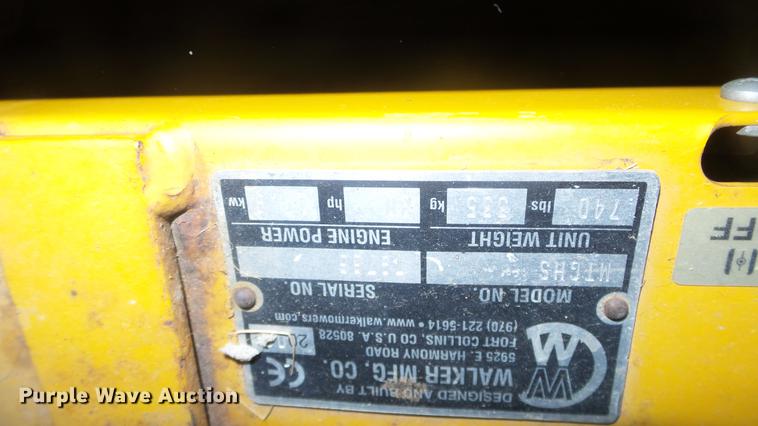 DESIGNED AND BUILT BY
WALKER MFG. CO.
CE
5925 E. HARMONY ROAD
FORT COLLINS, CO U.S.A. 80528
(970) 221-5614 • www.walkermowers.com
MODEL NO.
SERIAL NO.
MTGHS
UNIT WEIGHT
ENGINE POWER
740 lbs 335 kg hp kw
FF
Purple Wave Auction